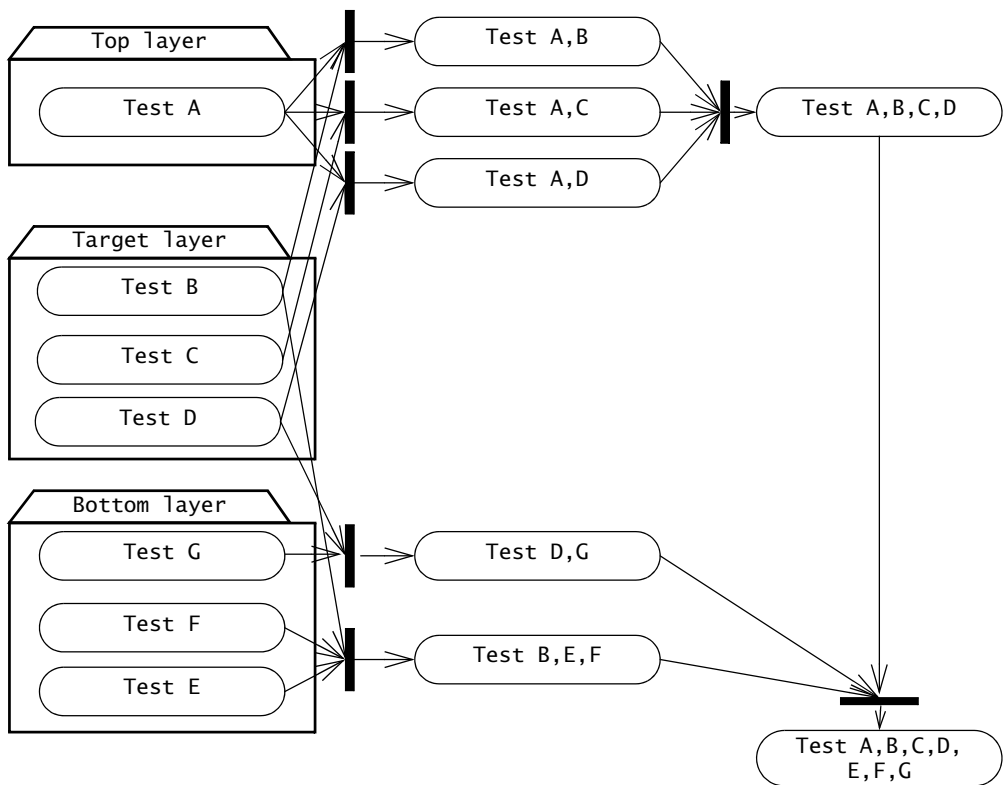 Top layer
Test A
Test A,B
Test A,C
Test A,D
Test A,B,C,D
Target layer
Test B
Test C
Test D
Bottom layer
Test G
Test F
Test E
Test D,G
Test B,E,F
Test A,B,C,D,
E,F,G